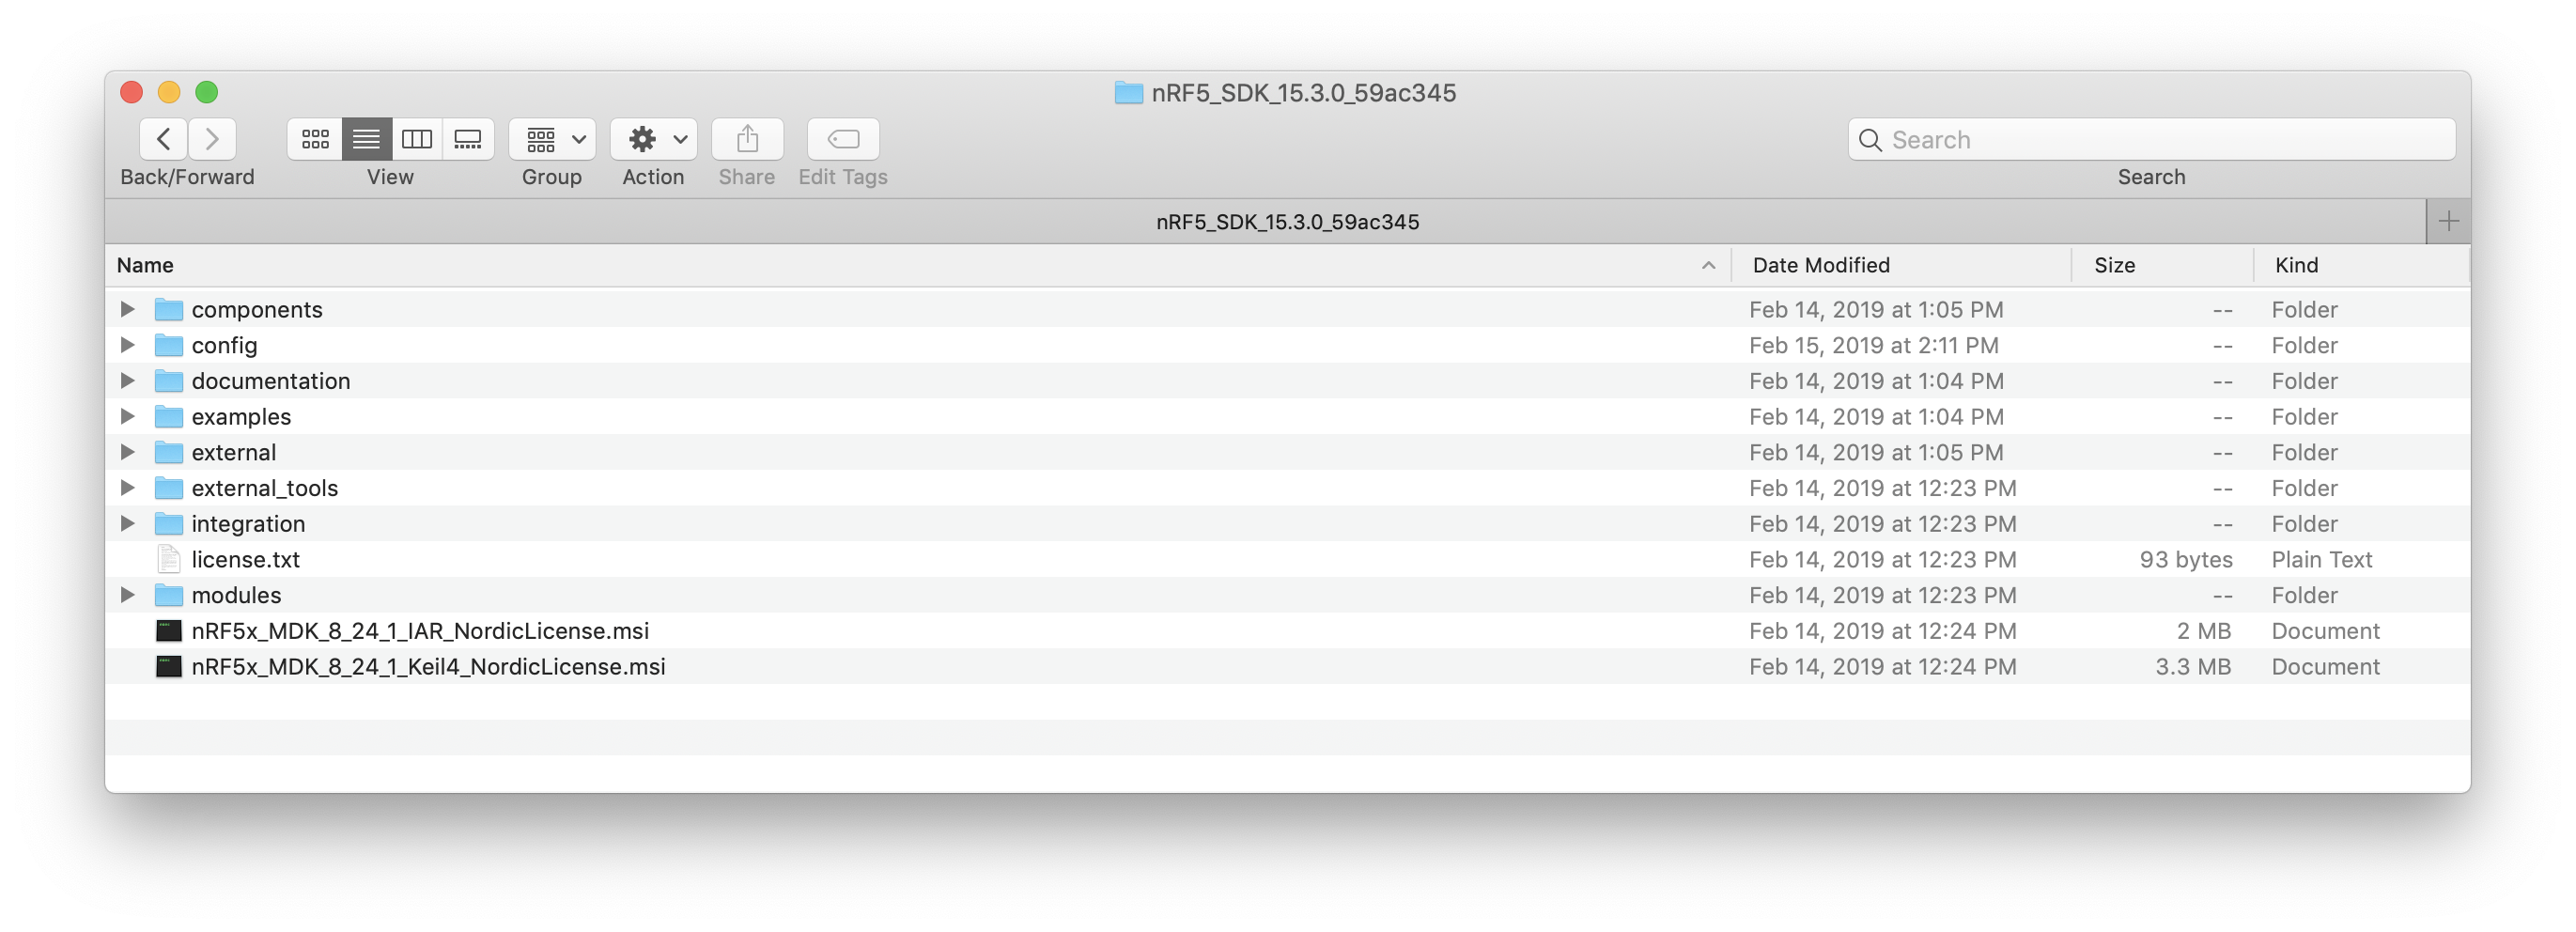 nRF5_SDK_15.3.0_59ac345
Back/Forward View Group Action Share Edit Tags Search
Search
nRF5_SDK_15.3.0_59ac345
Name Date Modified Size Kind
components Feb 14, 2019 at 1:05 PM -- Folder
config Feb 15, 2019 at 2:11 PM -- Folder
documentation Feb 14, 2019 at 1:04 PM -- Folder
examples Feb 14, 2019 at 1:04 PM -- Folder
external Feb 14, 2019 at 1:05 PM -- Folder
external_tools Feb 14, 2019 at 12:23 PM -- Folder
integration Feb 14, 2019 at 12:23 PM -- Folder
license.txt Feb 14, 2019 at 12:23 PM 93 bytes Plain Text
modules Feb 14, 2019 at 12:23 PM -- Folder
nRF5x_MDK_8_24_1_IAR_NordicLicense.msi Feb 14, 2019 at 12:24 PM 2 MB Document
nRF5x_MDK_8_24_1_Keil4_NordicLicense.msi Feb 14, 2019 at 12:24 PM 3.3 MB Document